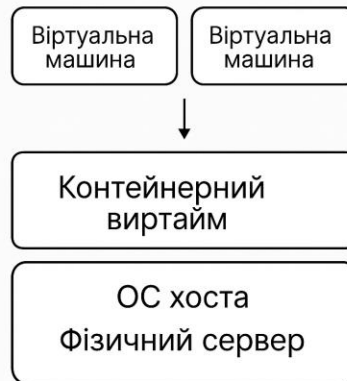 Віртуальна
машина
Віртуальна
машина
Контейнерний
виртайм
ОС хоста
Фізичний сервер